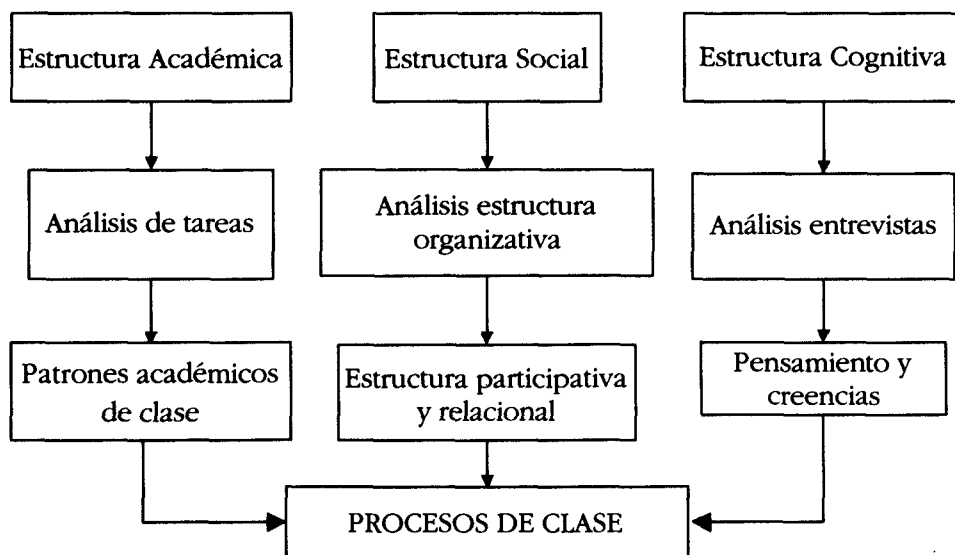 Estructura Académica
Estructura Social
Estructura Cognitiva
Análisis de tareas
Análisis estructura
organizativa
Análisis entrevistas
Patrones académicos
de clase
Estructura participativa
y relacional
Pensamiento y
creencias
PROCESOS DE CLASE